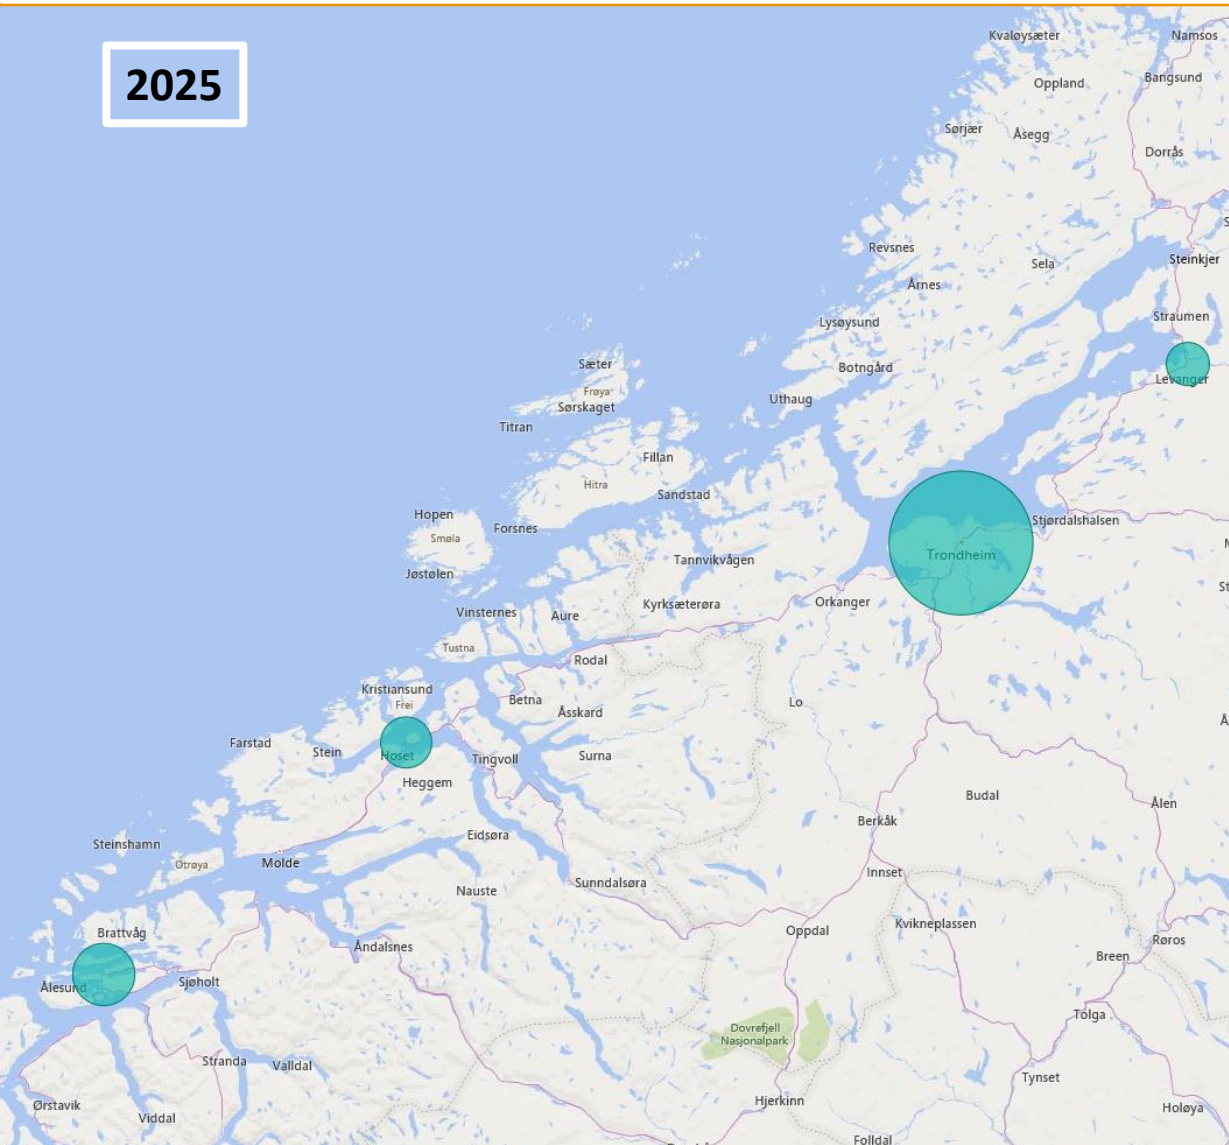 2025
Kvaløysæter
Namsos
Bangsund
Oppland
Sørjær
Åsegg
Dorrås
Revsnes
Sela
Steinkjer
Årnes
Straumen
Lysøysund
Botngård
Levanger
Sæter
Frøya
Sørskaget
Uthaug
Titran
Fillan
Hitra
Sandstad
Hopen
Smøla
Forsnes
Stjørdalshalsen
Trondheim
Tannvikvågen
Jøstølen
Orkanger
Kyrksæterøra
Vinsternes
Aure
Tustna
Rodal
Kristiansund
Frei
Betna
Åsskard
Lo
Farstad
Stein
Hoset
Tingvoll
Surna
Heggem
Budal
Ålen
Berkåk
Eidsøra
Steinshamn
Otrøya
Molde
Innset
Sunndalsøra
Nauste
Kvikneplassen
Brattvåg
Oppdal
Åndalsnes
Røros
Breen
Ålesund
Sjøholt
Tolga
Dovrefjell
Nasjonalpark
Stranda
Valldal
Tynset
Ørstavik
Viddal
Hjerkinn
Holøya
Folldal